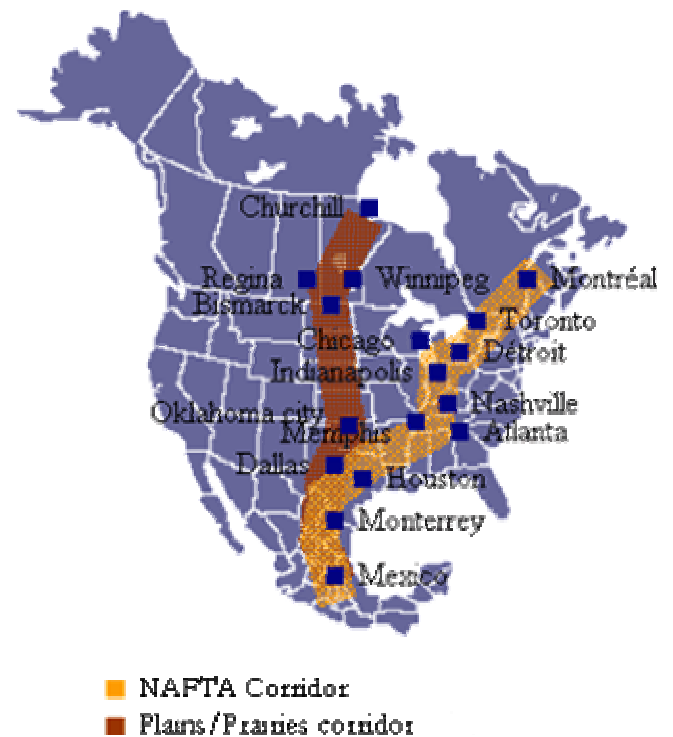 Churchill
Regina
Winnipeg
Bismarck
Montréal
Toronto
Chicago
Détroit
Indianapolis
Nashville
Oklahoma city
Memphis
Atlanta
Dallas
Houston
Monterrey
Mexico
NAFTA Corridor
Plains/Prairies corridor